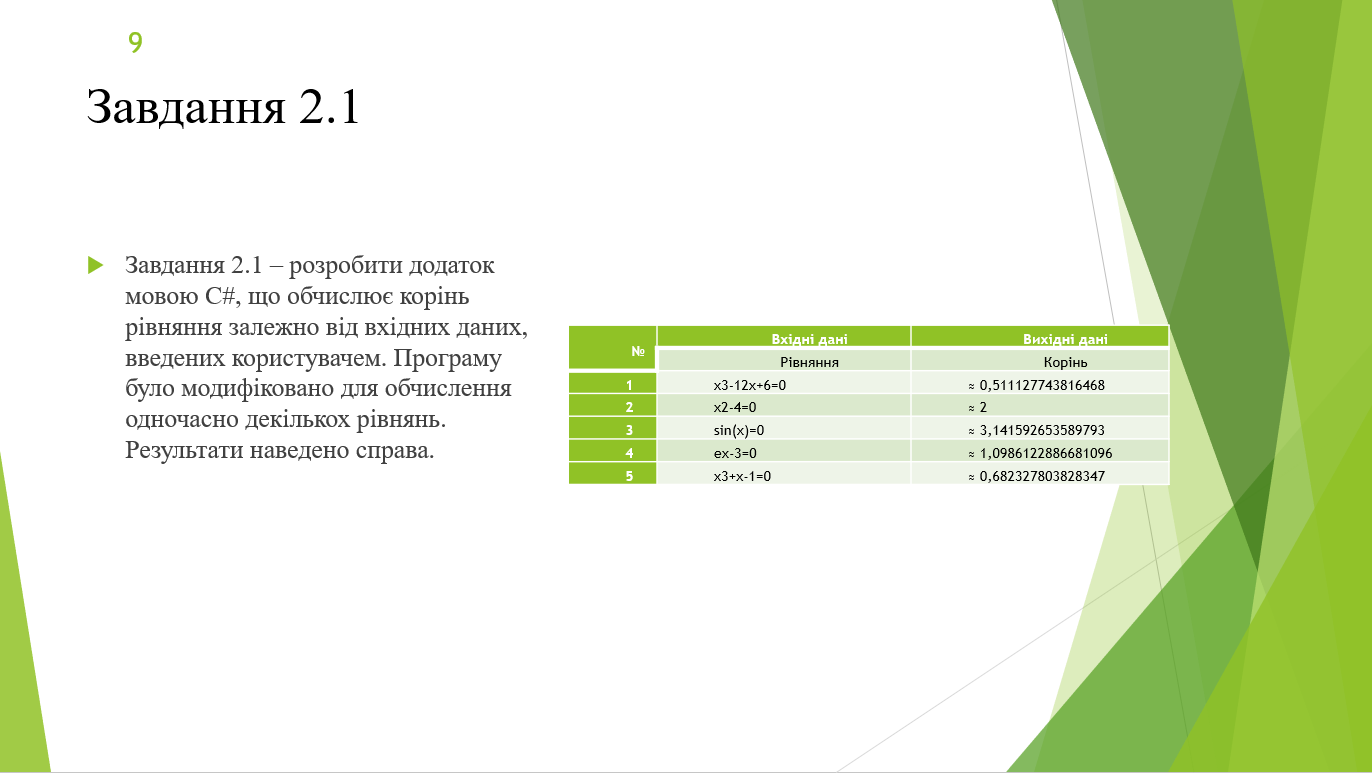 9
Завдання 2.1
Завдання 2.1 – розробити додаток
мовою C#, що обчислює корінь
рівняння залежно від вхідних даних,
введених користувачем. Програму
було модифіковано для обчислення
одночасно декількох рівнянь.
Результати наведено справа.
№ Вхідні дані Вихідні дані
Рівняння Корінь
1 x3-12x+6=0 ≈ 0,511127743816468
2 x2-4=0 ≈ 2
3 sin(x)=0 ≈ 3,141592653589793
4 ex-3=0 ≈ 1,0986122886681096
5 x3+x-1=0 ≈ 0,682327803828347